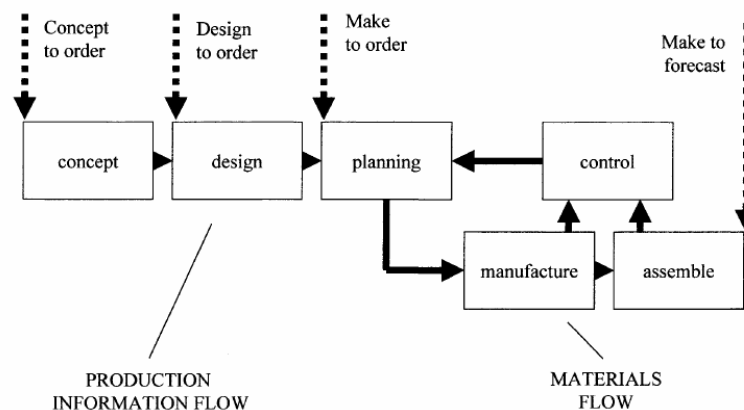 Concept
to order
Design
to order
Make
to order
Make to
forecast
concept
design
planning
control
manufacture
assemble
PRODUCTION
INFORMATION FLOW
MATERIALS
FLOW